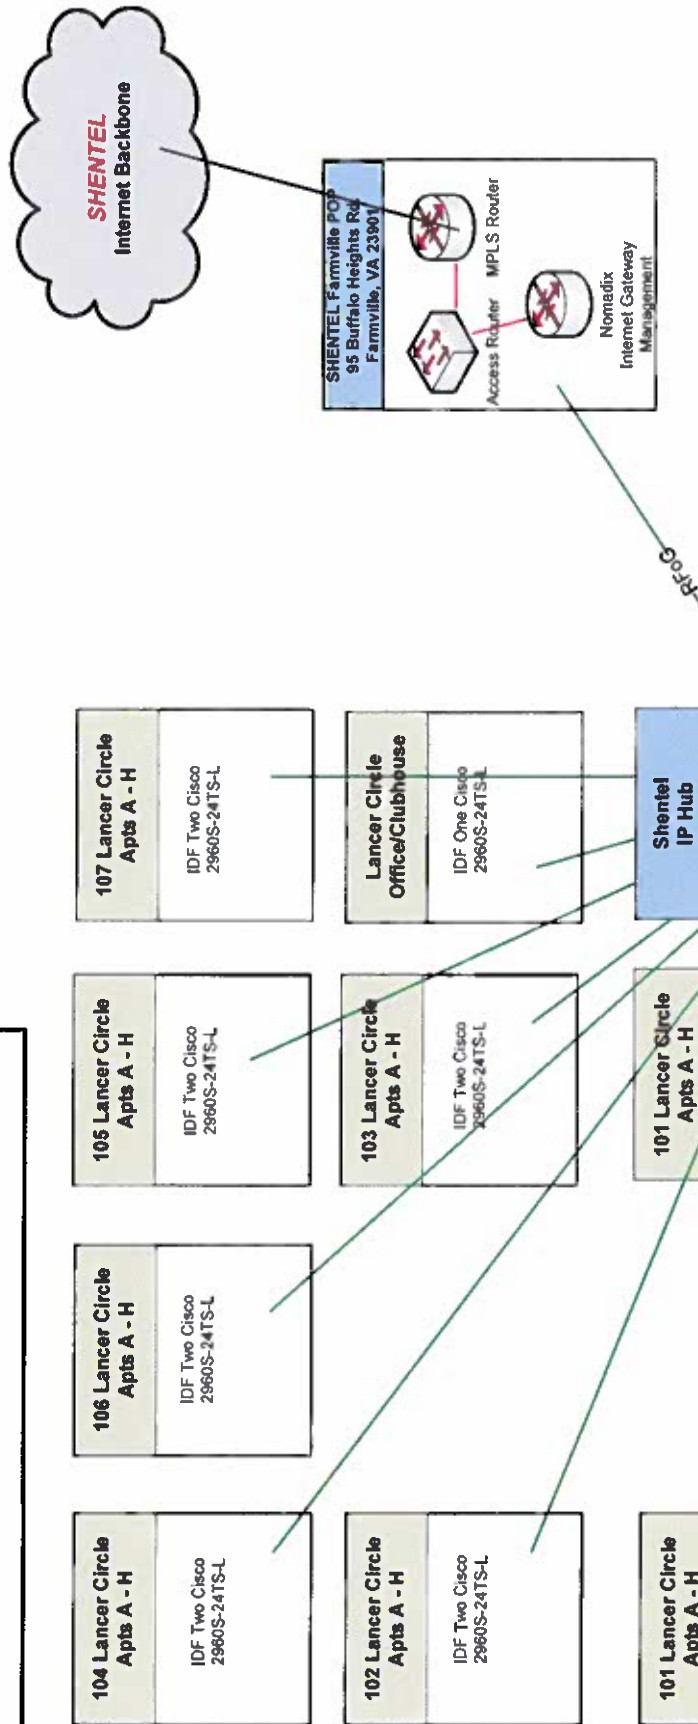 SHENTEL
Internet Backbone
SHENTEL Farmville POP
95 Buffalo Heights Rd.
Farmville, VA 23901
Access Router
MPLS Router
Nomadix
Internet Gateway
Management
RFoG
104 Lancer Circle
Apts A - H
IDF Two Cisco
2960S-24TS-L
106 Lancer Circle
Apts A - H
IDF Two Cisco
2960S-24TS-L
105 Lancer Circle
Apts A - H
IDF Two Cisco
2960S-24TS-L
107 Lancer Circle
Apts A - H
IDF Two Cisco
2960S-24TS-L
102 Lancer Circle
Apts A - H
IDF Two Cisco
2960S-24TS-L
103 Lancer Circle
Apts A - H
IDF Two Cisco
2960S-24TS-L
Lancer Circle
Office/Clubhouse
IDF One Cisco
2960S-24TS-L
101 Lancer Circle
Apts A - H
101 Lancer Circle
Apts A - H
Shentel
IP Hub